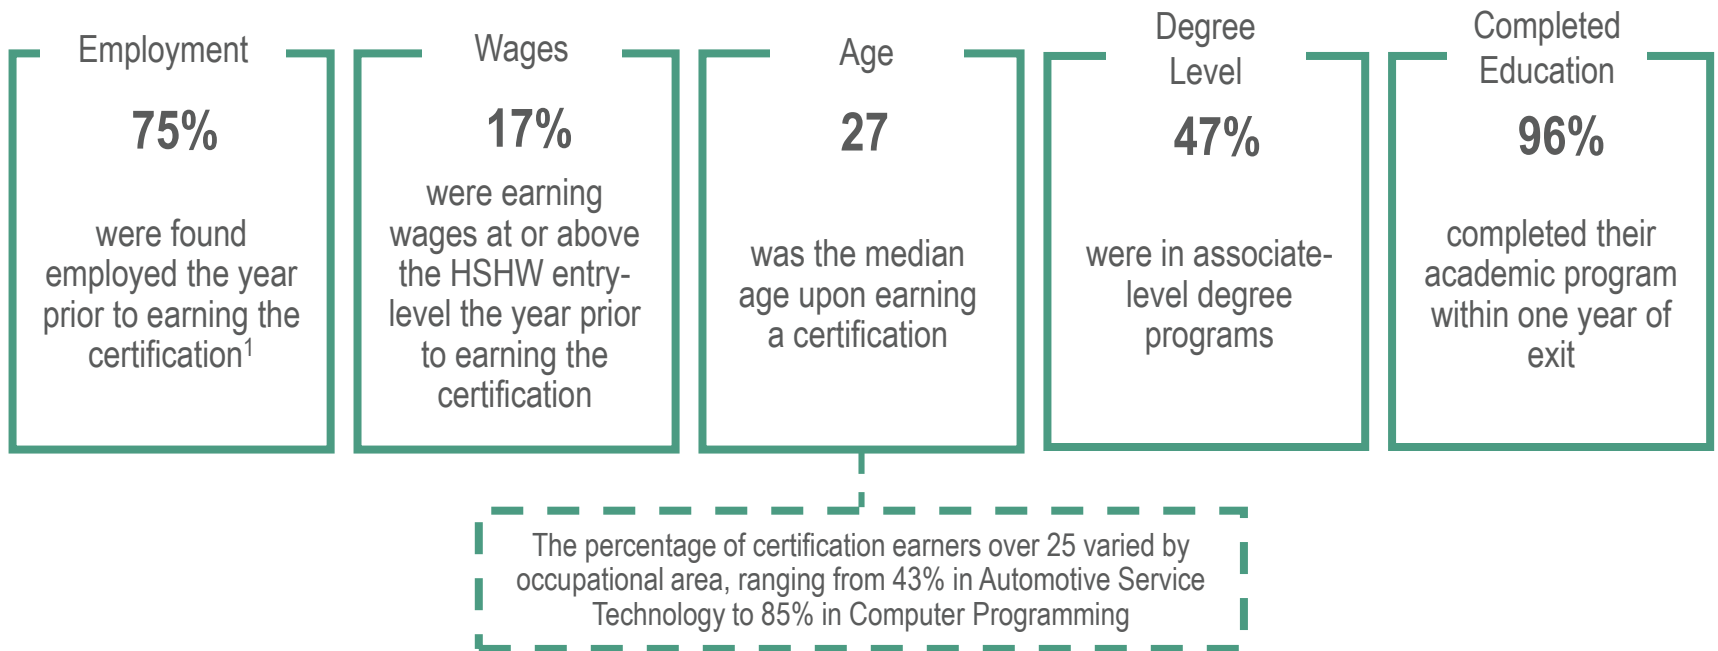 Employment
75%
were found
employed the year
prior to earning the
certification1
Wages
17%
were earning
wages at or above
the HSHW entry-
level the year prior
to earning the
certification
Age
27
was the median
age upon earning
a certification
Degree
Level
47%
were in associate-
level degree
programs
Completed
Education
96%
completed their
academic program
within one year of
exit
The percentage of certification earners over 25 varied by
occupational area, ranging from 43% in Automotive Service
Technology to 85% in Computer Programming